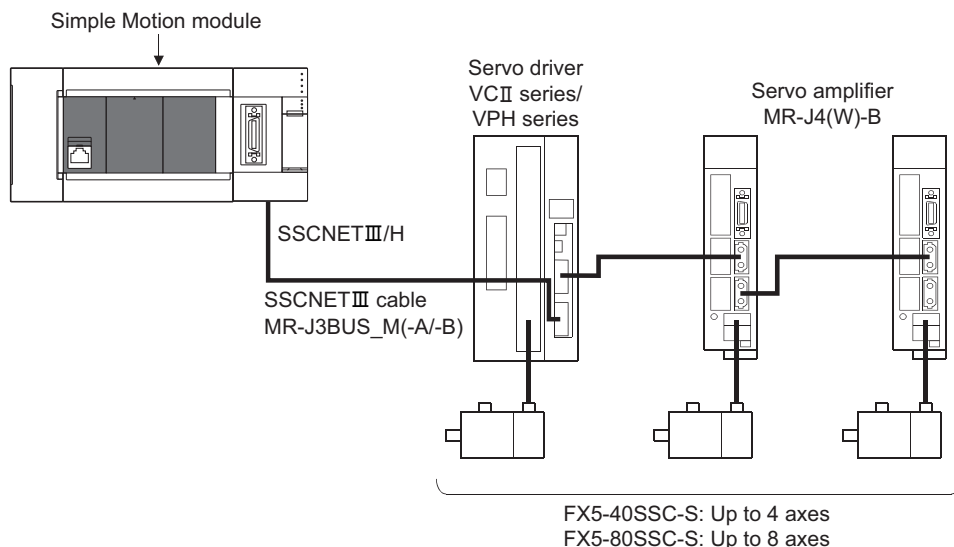 Simple Motion module
Servo driver
VCⅡ series/
VPH series
Servo amplifier
MR-J4(W)-B
SSCNETⅢ/H
SSCNETⅢ cable
MR-J3BUS_M(-A/-B)
FX5-40SSC-S: Up to 4 axes
FX5-80SSC-S: Up to 8 axes